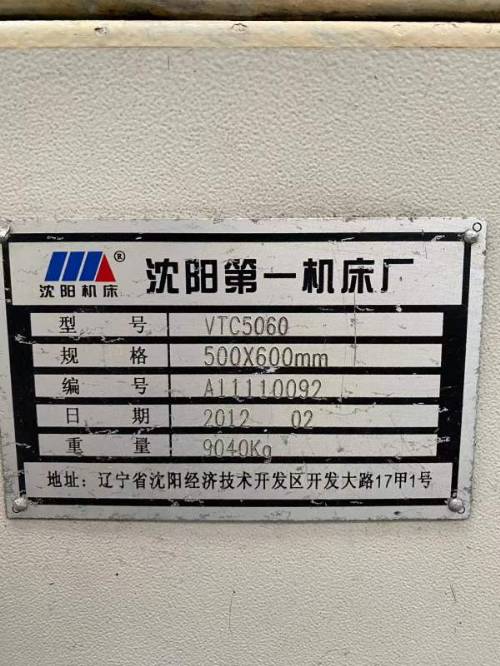 沈阳机床 ® 沈阳第一机床厂
型号 VTC5060
规格 500X600mm
编号 A11110092
日期 2012 02
重量 9040Kg
地址：辽宁省沈阳经济技术开发区开发大路17甲1号